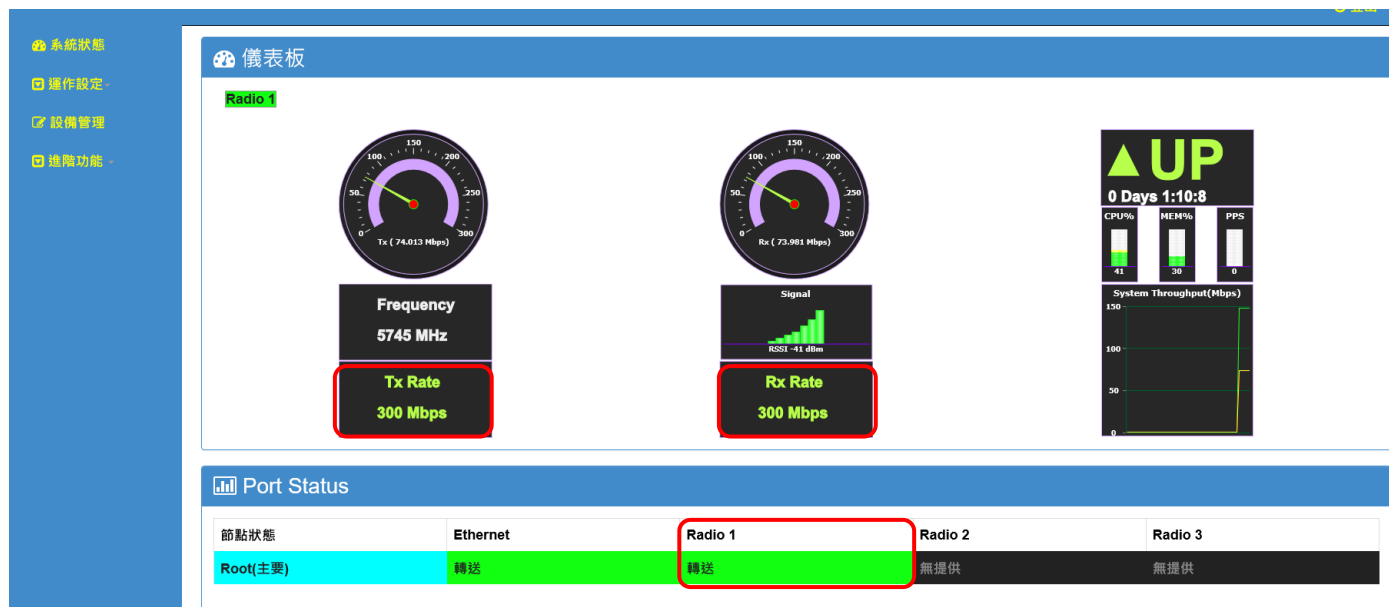 系統狀態
運作設定
設備管理
進階功能
儀表板
Radio 1
0 50 100 150 200 250 300
Tx ( 74.013 Mbps)
Frequency
5745 MHz
Tx Rate
300 Mbps
0 50 100 150 200 250 300
Rx ( 73.981 Mbps)
Signal
RSSI -41 dBm
Rx Rate
300 Mbps
UP
0 Days 1:10:8
CPU% MEM% PPS
41 30 0
System Throughput(Mbps)
150
100
50
0
Port Status
節點狀態 Ethernet Radio 1 Radio 2 Radio 3
Root(主要) 轉送 轉送 無提供 無提供